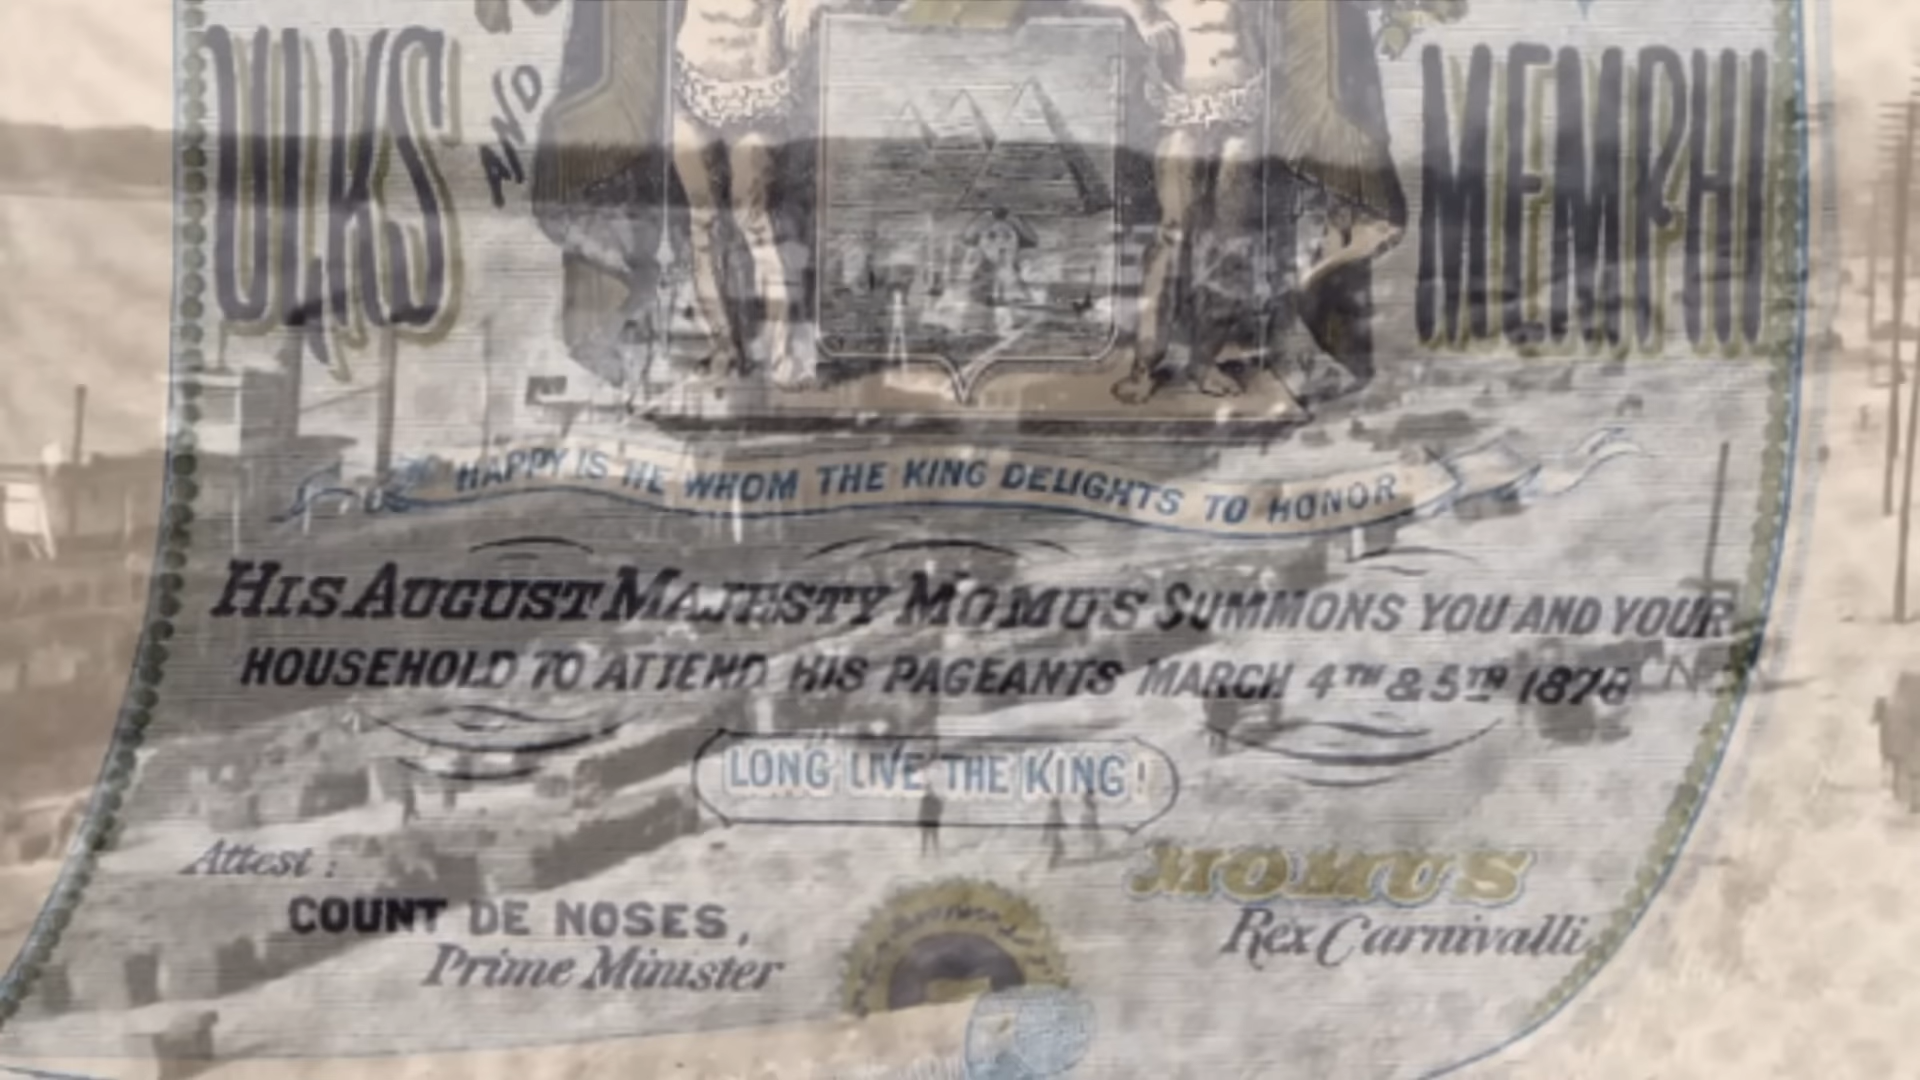 ULKS AND MEMPHI
HAPPY IS HE WHOM THE KING DELIGHTS TO HONOR
HIS AUGUST MAJESTY MOMUS SUMMONS YOU AND YOUR
HOUSEHOLD TO ATTEND HIS PAGEANTS MARCH 4TH & 5TH 1878
LONG LIVE THE KING!
Attest:
COUNT DE NOSES,
Prime Minister
MOMUS
Rex Carnivalli